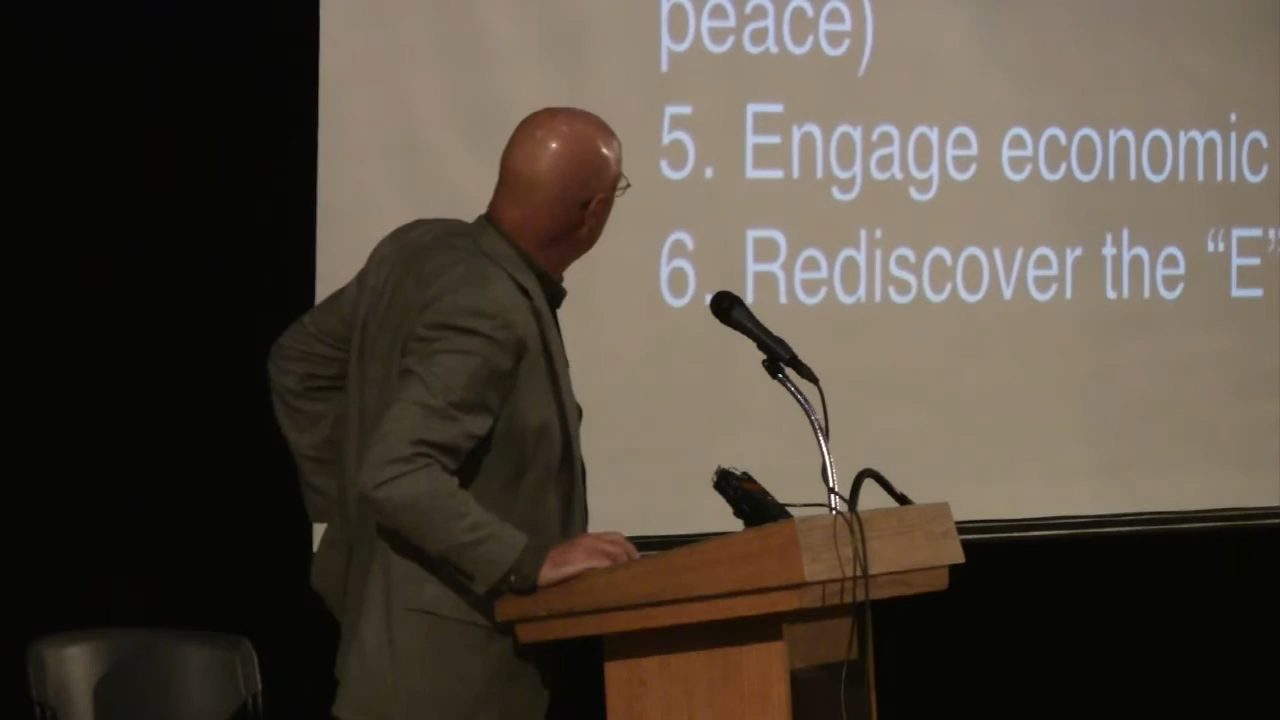 peace)
5. Engage economic
6. Rediscover the “E”